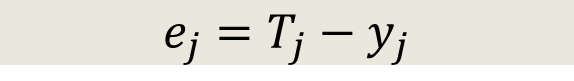 e_j = T_j − y_j